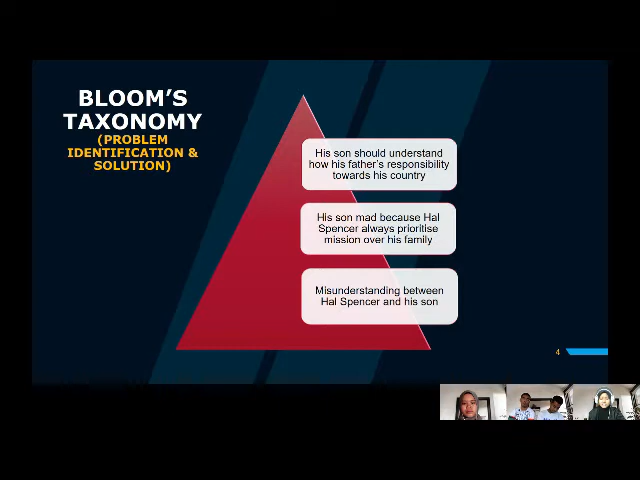 BLOOM'S
TAXONOMY
(PROBLEM
IDENTIFICATION &
SOLUTION)
His son should understand
how his father's responsibility
towards his country
His son mad because Hal
Spencer always prioritise
mission over his family
Misunderstanding between
Hal Spencer and his son
4